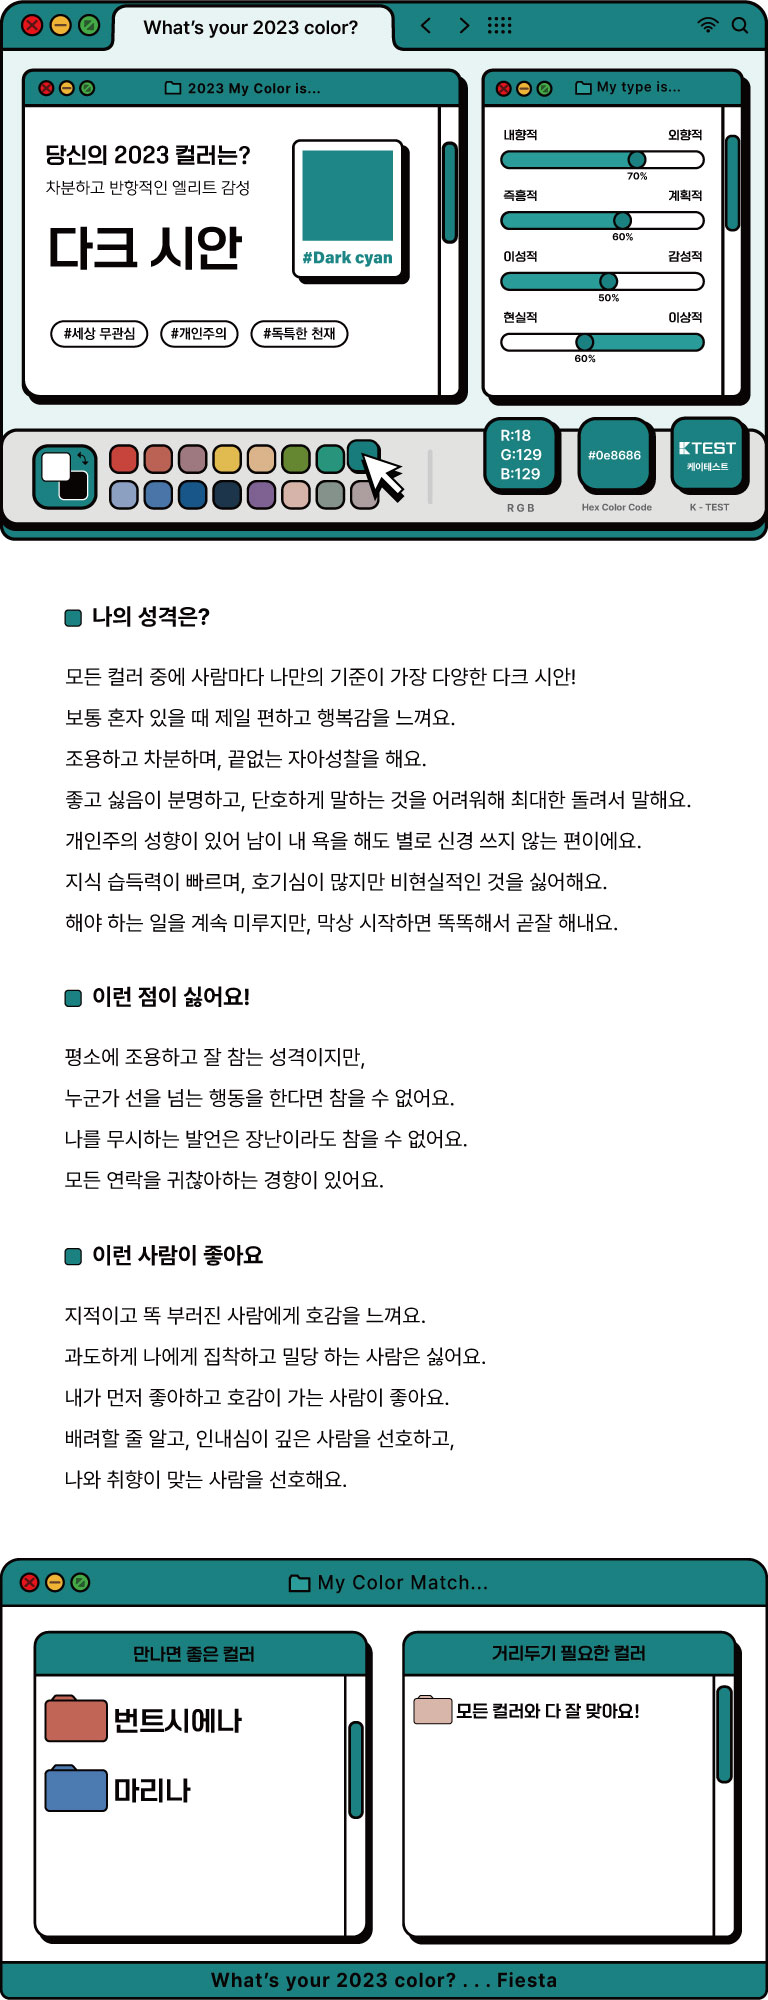 What's your 2023 color?
2023 My Color is...
당신의 2023 컬러는?
차분하고 반항적인 엘리트 감성
다크 시안
#Dark cyan
#세상 무관심 #개인주의 #독특한 천재
My type is...
내향적 외향적
70%
즉흥적 계획적
60%
이성적 감성적
50%
현실적 이상적
60%
R:18
G:129
B:129
RGB
#0e8686
Hex Color Code
KTEST
케이테스트
K - TEST
나의 성격은?
모든 컬러 중에 사람마다 나만의 기준이 가장 다양한 다크 시안!
보통 혼자 있을 때 제일 편하고 행복감을 느껴요.
조용하고 차분하며, 끝없는 자아성찰을 해요.
좋고 싫음이 분명하고, 단호하게 말하는 것을 어려워해 최대한 돌려서 말해요.
개인주의 성향이 있어 남이 내 욕을 해도 별로 신경 쓰지 않는 편이에요.
지식 습득력이 빠르며, 호기심이 많지만 비현실적인 것을 싫어해요.
해야 하는 일을 계속 미루지만, 막상 시작하면 똑똑해서 곧잘 해내요.
이런 점이 싫어요!
평소에 조용하고 잘 참는 성격이지만,
누군가 선을 넘는 행동을 한다면 참을 수 없어요.
나를 무시하는 발언은 장난이라도 참을 수 없어요.
모든 연락을 귀찮아하는 경향이 있어요.
이런 사람이 좋아요
지적이고 똑 부러진 사람에게 호감을 느껴요.
과도하게 나에게 집착하고 밀당 하는 사람은 싫어요.
내가 먼저 좋아하고 호감이 가는 사람이 좋아요.
배려할 줄 알고, 인내심이 깊은 사람을 선호하고,
나와 취향이 맞는 사람을 선호해요.
My Color Match...
만나면 좋은 컬러
번트시에나
마리나
거리두기 필요한 컬러
모든 컬러와 다 잘 맞아요!
What's your 2023 color? . . . Fiesta